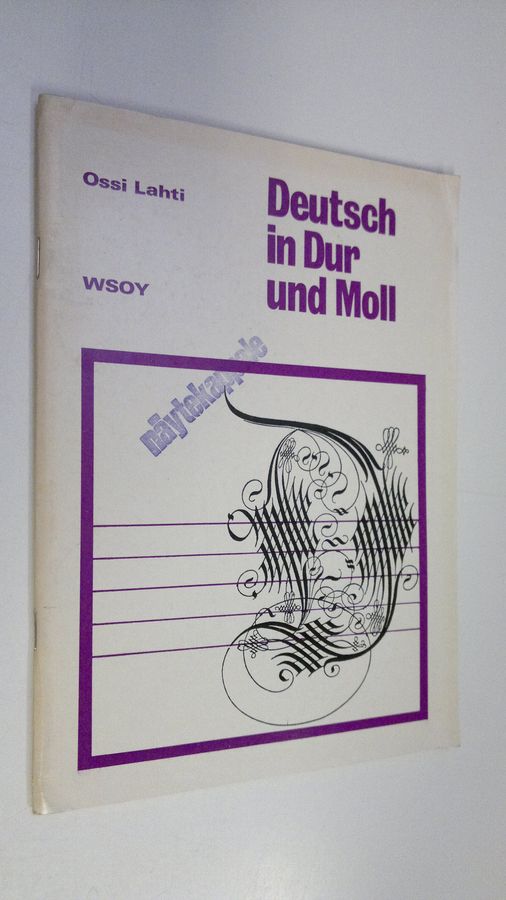 Ossi Lahti
Deutsch
in Dur
und Moll
WSOY
näytekappale